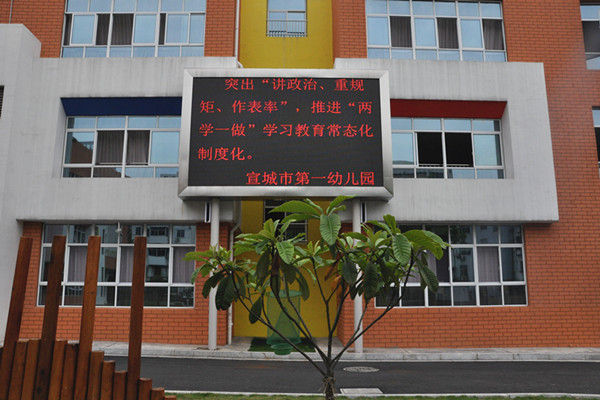 突出“讲政治、重规
矩、作表率”，推进“两
学一做”学习教育常态化
制度化。
宣城市第一幼儿园